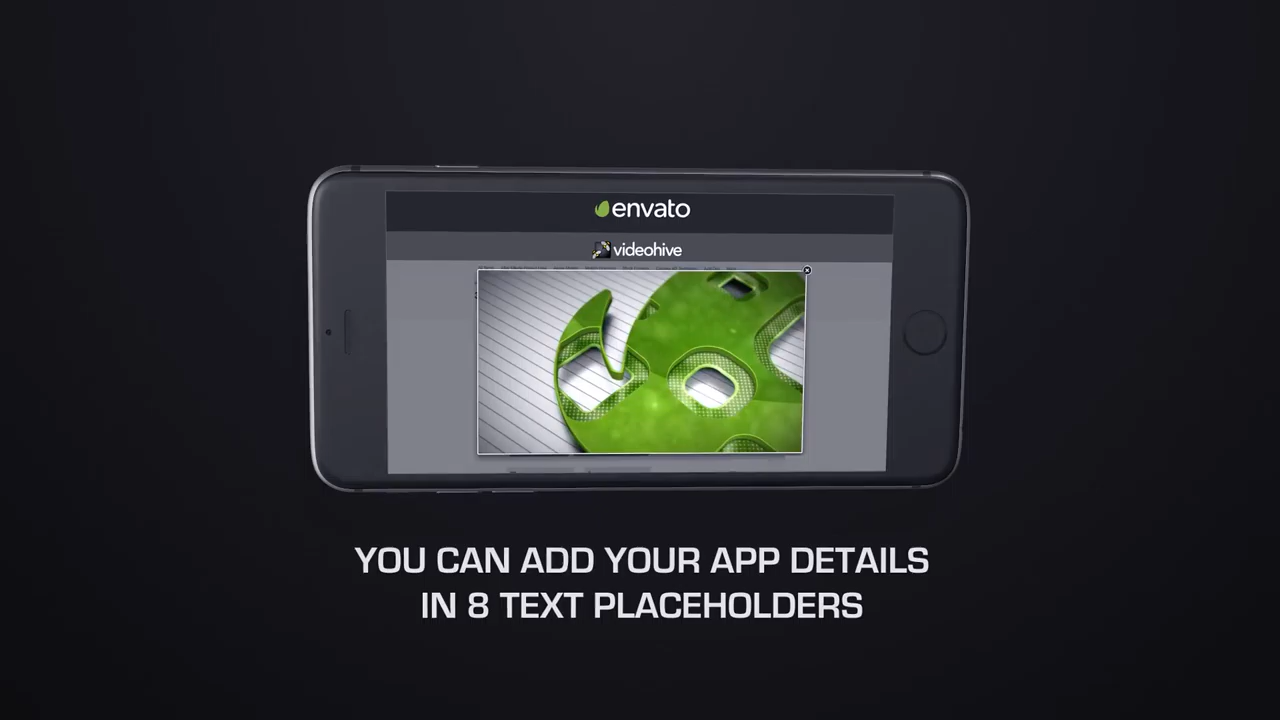 envato
videohive
YOU CAN ADD YOUR APP DETAILS
IN 8 TEXT PLACEHOLDERS